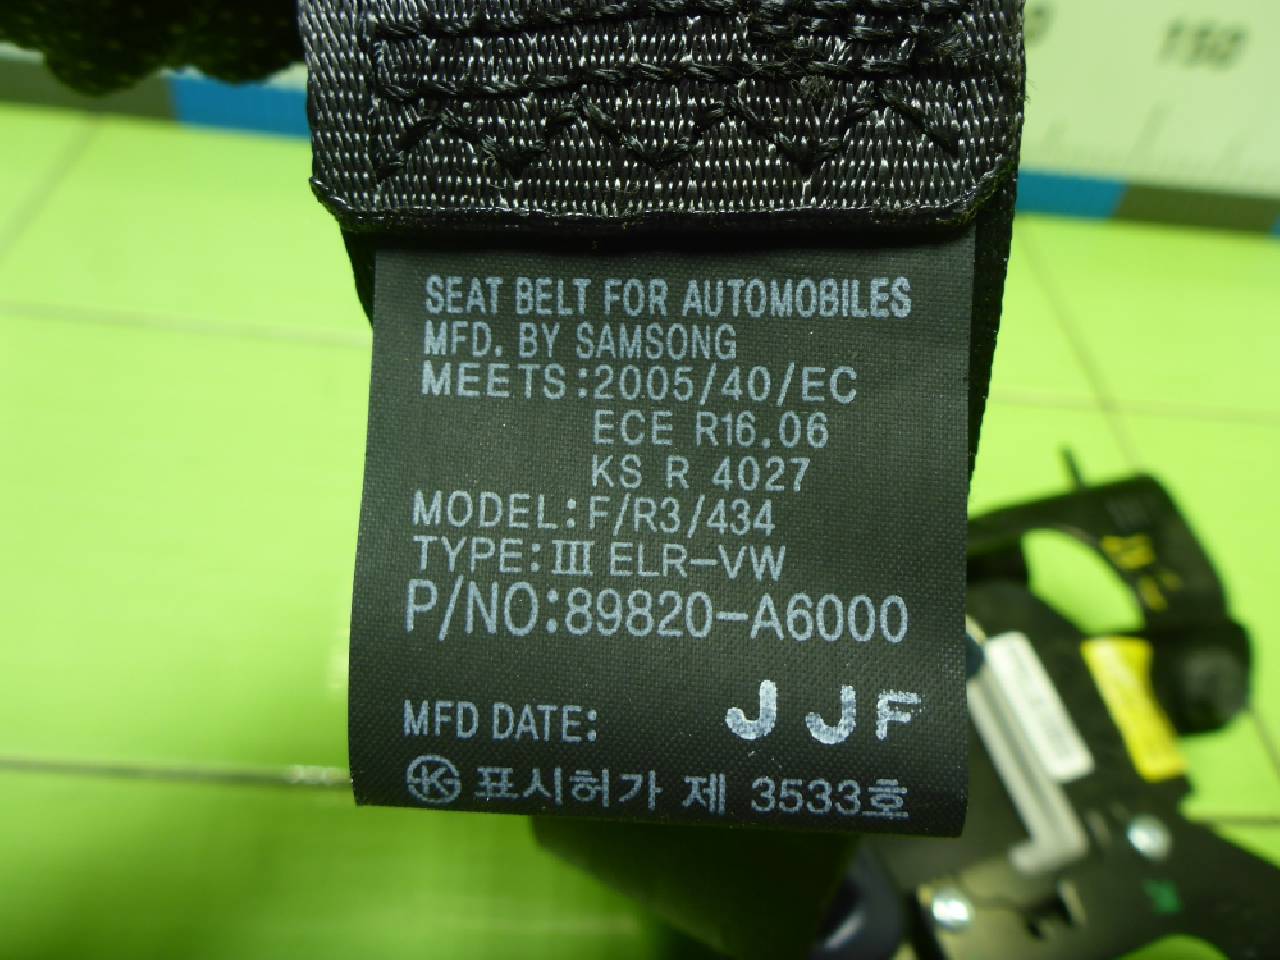 150
SEAT BELT FOR AUTOMOBILES
MFD. BY SAMSONG
MEETS:2005/40/EC
ECE R16.06
KS R 4027
MODEL:F/R3/434
TYPE:Ⅲ ELR-VW
P/NO:89820-A6000
MFD DATE: JJF
K 표시허가 제 3533호